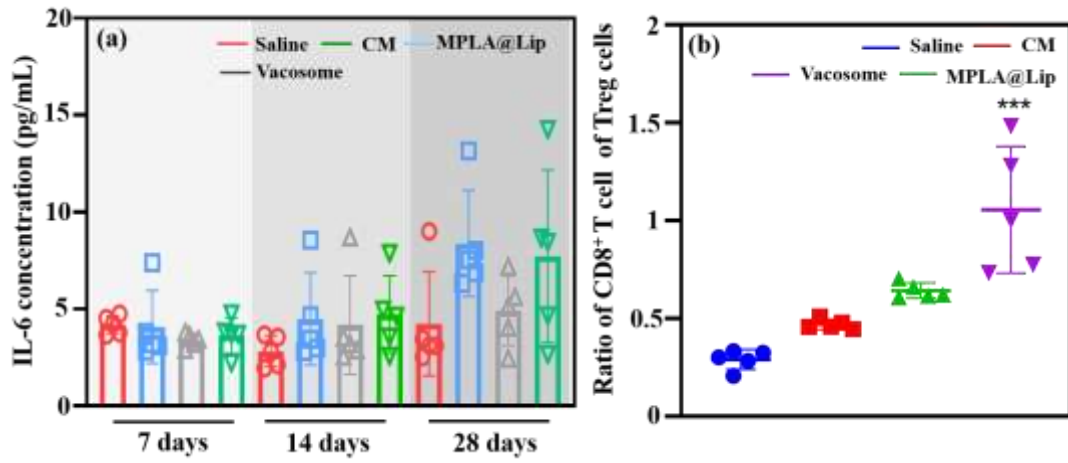 (a)
Saline CM MPLA@Lip
Vacosome
IL-6 concentration (pg/mL)
20
15
10
5
0
7 days 14 days 28 days
(b)
Saline CM
Vacosome MPLA@Lip
***
Ratio of CD8⁺ T cell of Treg cells
2
1.5
1
0.5
0